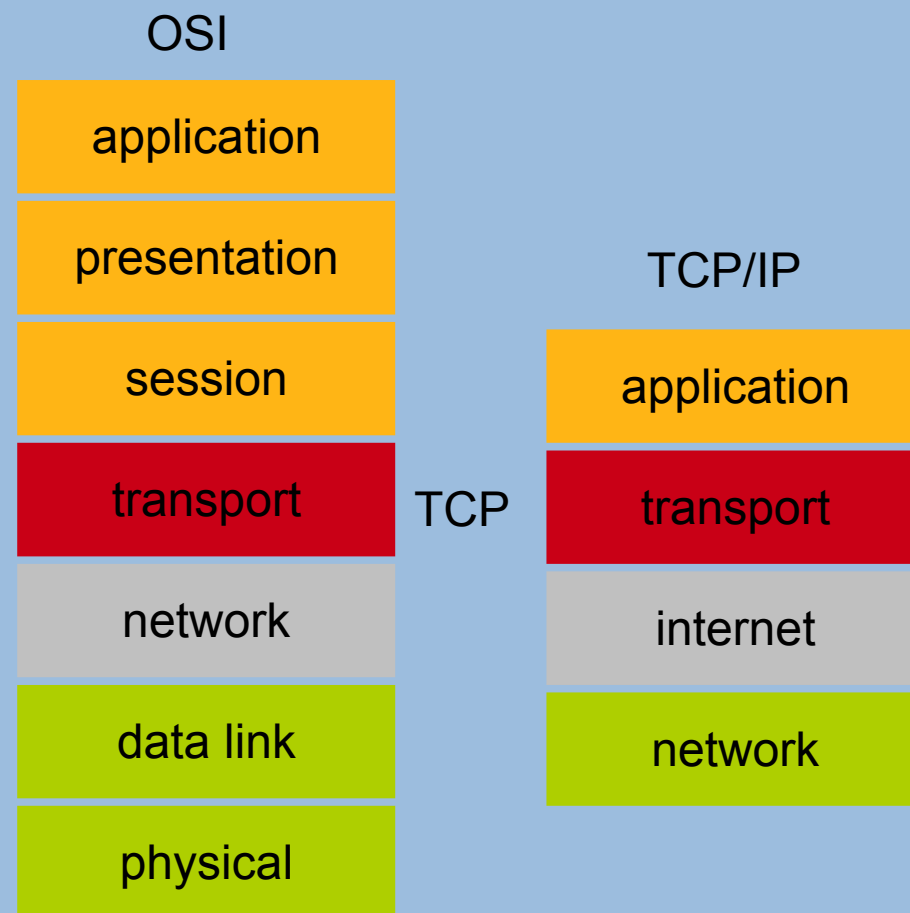 OSI
application
presentation
session
transport
network
data link
physical
TCP
TCP/IP
application
transport
internet
network